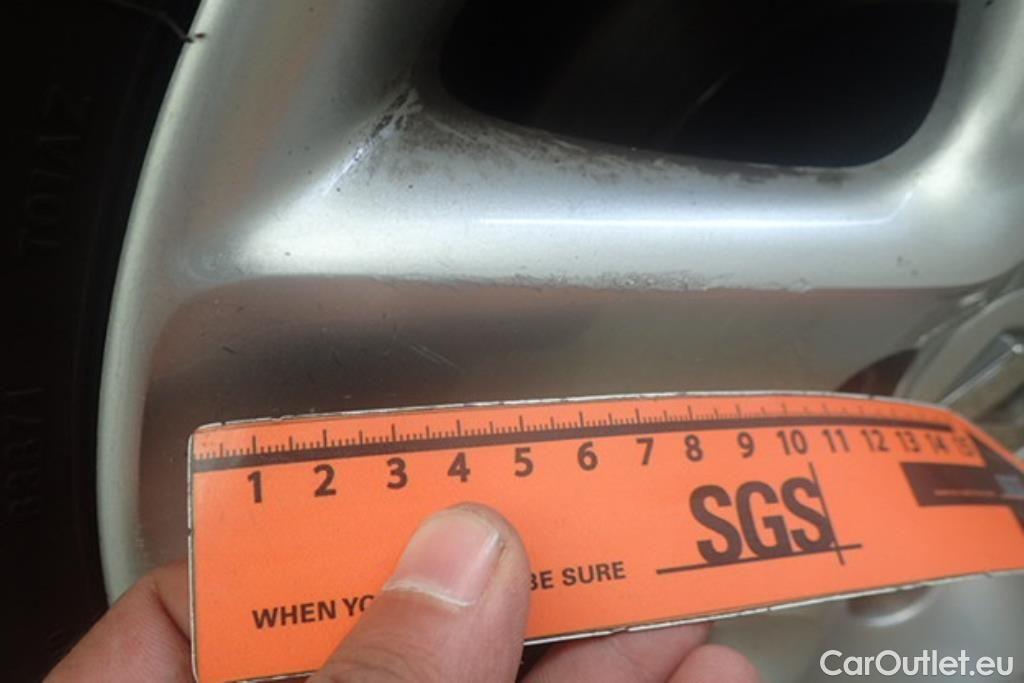 1 2 3 4 5 6 7 8 9 10 11 12 13 14 15
SGS
WHEN YO BE SURE
CarOutlet.eu